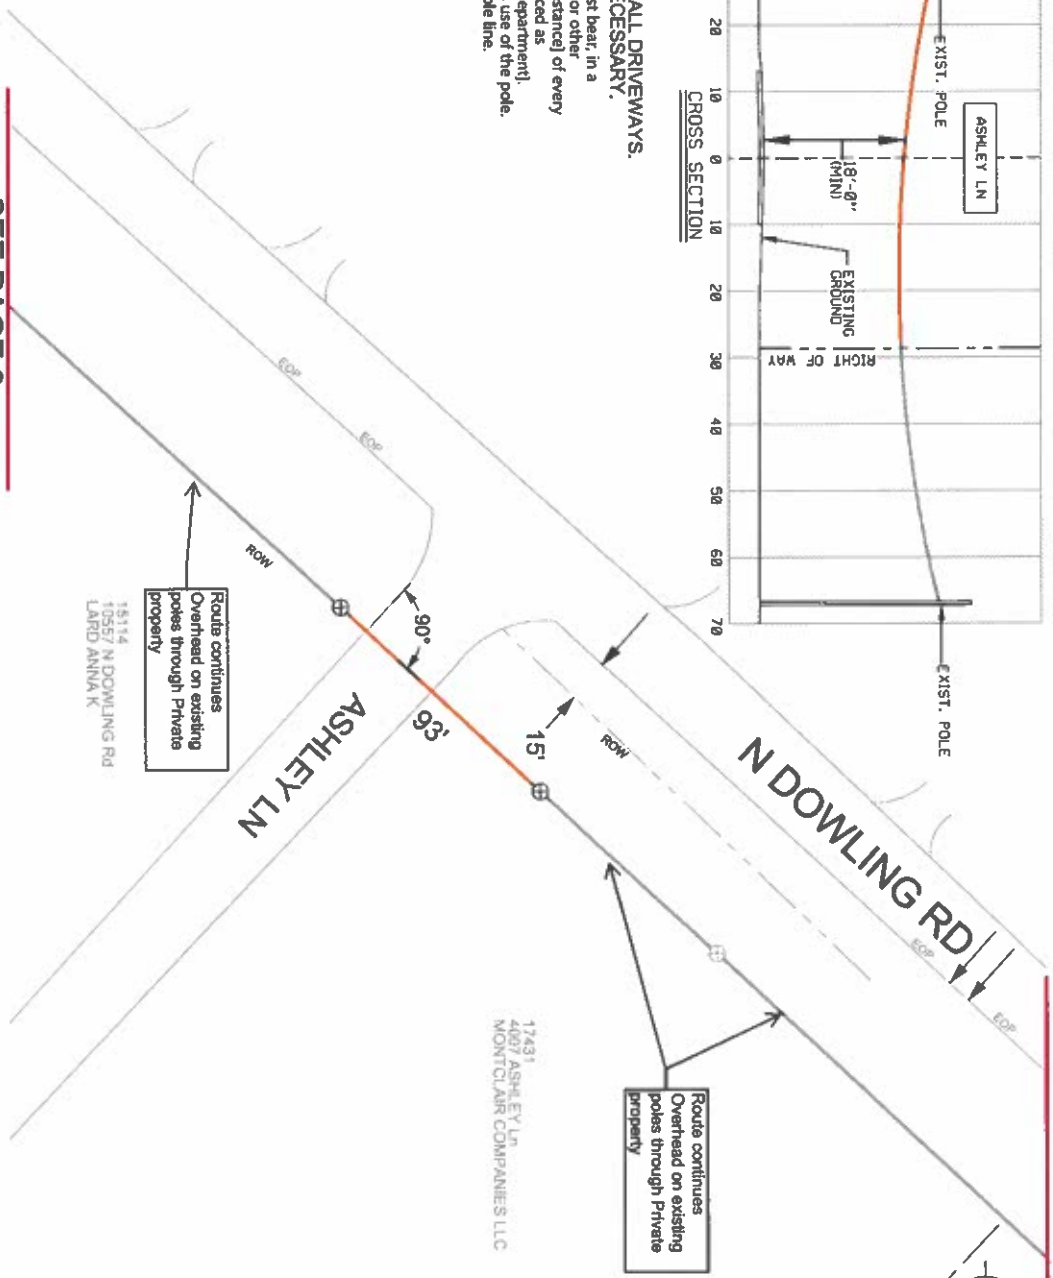 ALL DRIVEWAYS.
ECESSARY.
st bear, in a
or other
stance] of every
ced as
epartment].
use of the pole.
ole line.
ASHLEY LN
EXIST. POLE
18'-0"
(MIN)
EXISTING
GROUND
RIGHT OF WAY
EXIST. POLE
20
10
0
10
20
30
40
50
60
70
CROSS SECTION
EOP
EOP
ROW
90°
93'
15'
ROW
ASHLEY LN
N DOWLING RD
EOP
EOP
Route continues
Overhead on existing
poles through Private
property
15114
10557 N DOWLING Rd
LARD ANNA K
Route continues
Overhead on existing
poles through Private
property
17431
4097 ASHLEY Ln
MONTCLAIR COMPANIES LLC